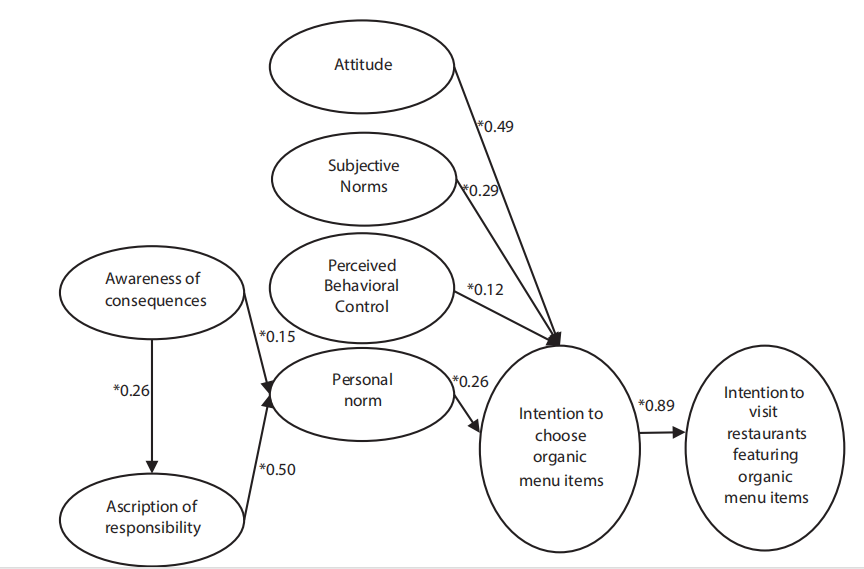 Attitude
*0.49
Subjective
Norms
*0.29
Perceived
Behavioral
Control
*0.12
Awareness of
consequences
*0.15
*0.26
Personal
norm
*0.26
Ascription of
responsibility
*0.50
Intention to
choose
organic
menu items
*0.89
Intention to
visit
restaurants
featuring
organic
menu items